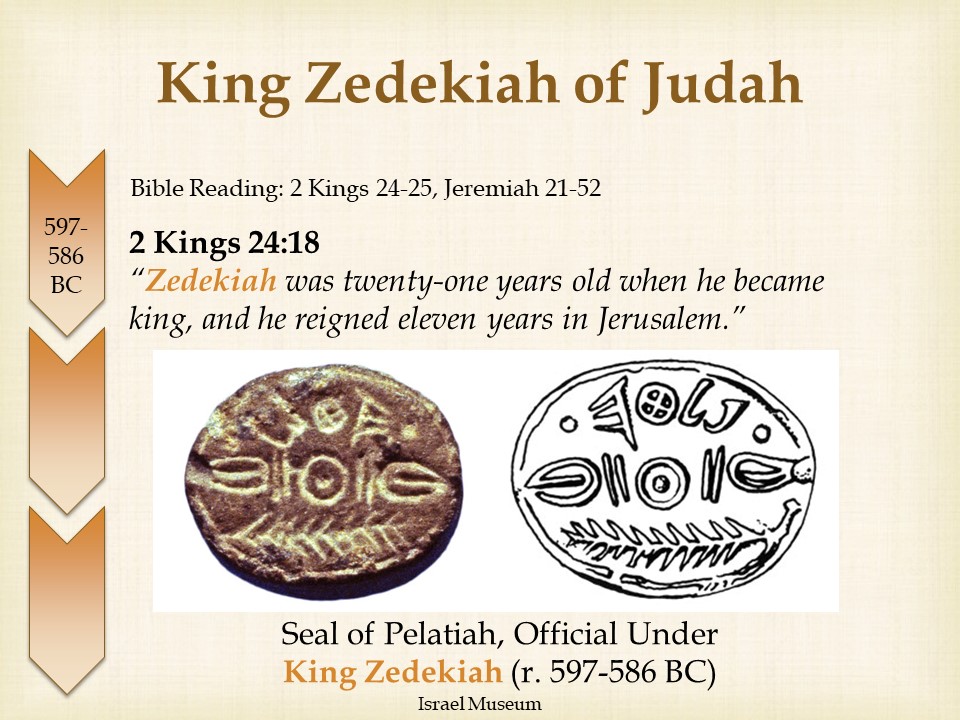 King Zedekiah of Judah
597-
586
BC
Bible Reading: 2 Kings 24-25, Jeremiah 21-52
2 Kings 24:18
“Zedekiah was twenty-one years old when he became
king, and he reigned eleven years in Jerusalem.”
Seal of Pelatiah, Official Under
King Zedekiah (r. 597-586 BC)
Israel Museum